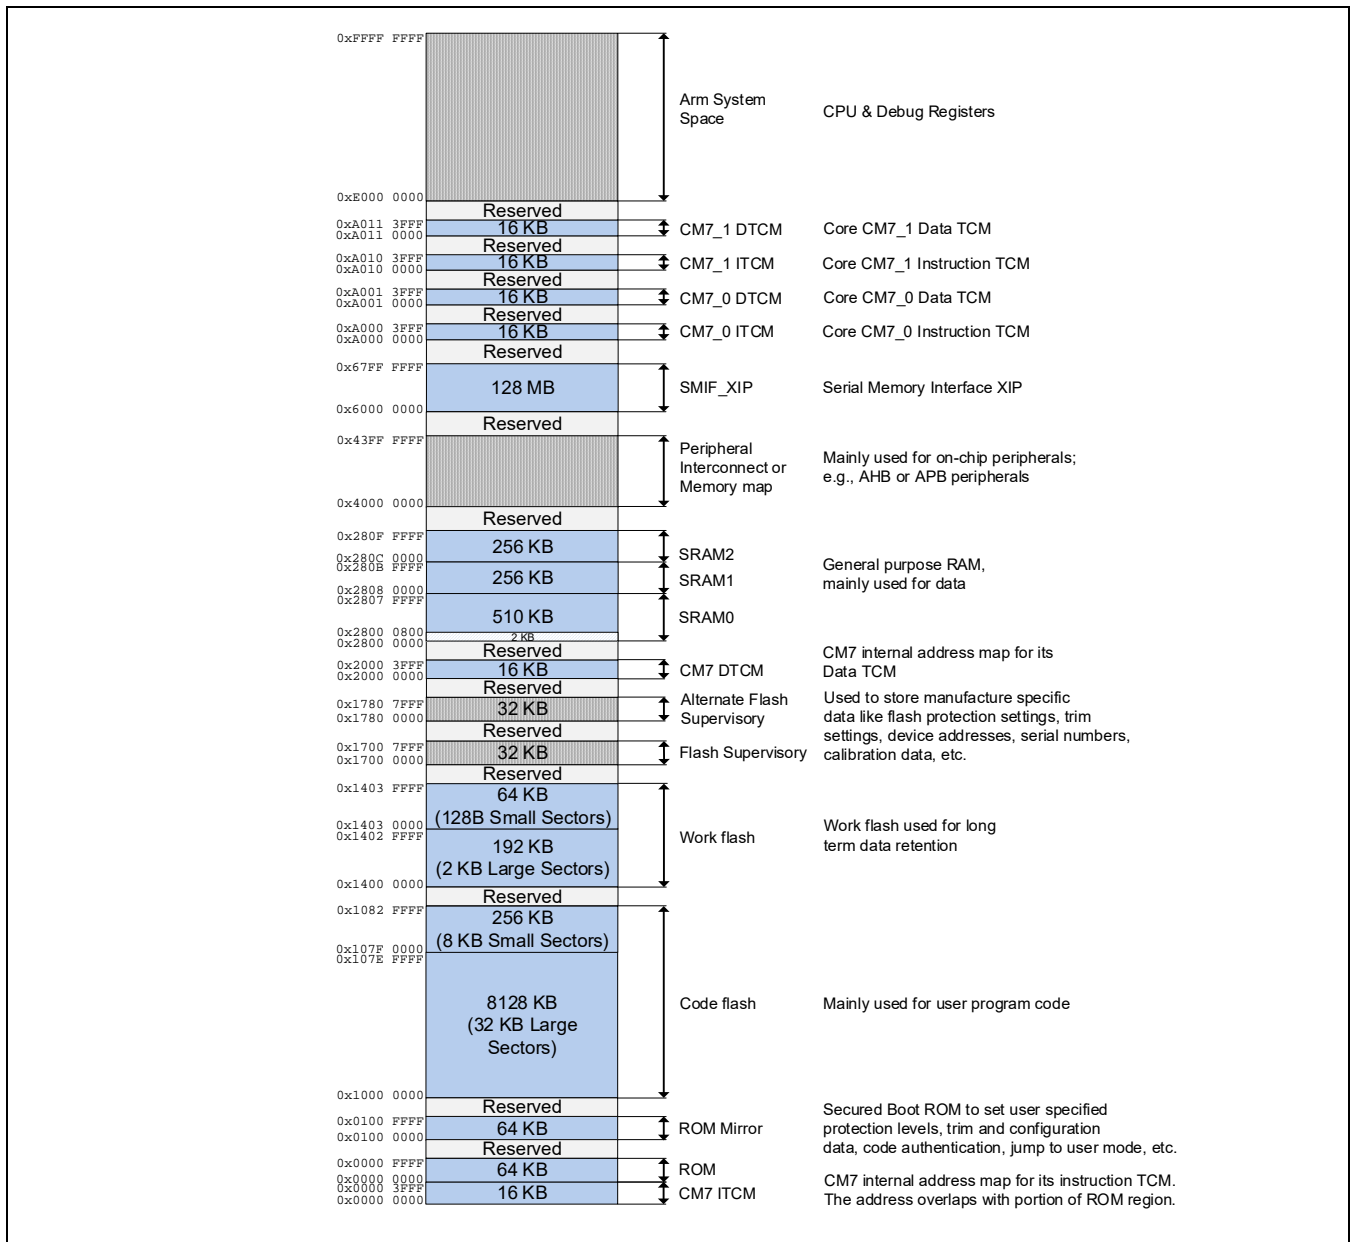 0xFFFF FFFF
Arm System
Space
CPU & Debug Registers
0xE000 0000
Reserved
0xA011 3FFF
16 KB
CM7_1 DTCM
Core CM7_1 Data TCM
0xA011 0000
Reserved
0xA010 3FFF
16 KB
CM7_1 ITCM
Core CM7_1 Instruction TCM
0xA010 0000
Reserved
0xA001 3FFF
16 KB
CM7_0 DTCM
Core CM7_0 Data TCM
0xA001 0000
Reserved
0xA000 3FFF
16 KB
CM7_0 ITCM
Core CM7_0 Instruction TCM
0xA000 0000
Reserved
0x67FF FFFF
128 MB
SMIF_XIP
Serial Memory Interface XIP
0x6000 0000
Reserved
0x43FF FFFF
Peripheral
Interconnect or
Memory map
Mainly used for on-chip peripherals;
e.g., AHB or APB peripherals
0x4000 0000
Reserved
0x280F FFFF
256 KB
SRAM2
0x280C 0000
0x280B FFFF
256 KB
SRAM1
General purpose RAM,
mainly used for data
0x2808 0000
0x2807 FFFF
510 KB
SRAM0
0x2800 0800
2 KB
0x2800 0000
Reserved
0x2000 3FFF
16 KB
CM7 DTCM
CM7 internal address map for its
Data TCM
0x2000 0000
Reserved
0x1780 7FFF
32 KB
Alternate Flash
Supervisory
0x1780 0000
Used to store manufacture specific
data like flash protection settings, trim
settings, device addresses, serial numbers,
calibration data, etc.
Reserved
0x1700 7FFF
32 KB
Flash Supervisory
0x1700 0000
Reserved
0x1403 FFFF
64 KB
(128B Small Sectors)
0x1403 0000
0x1402 FFFF
Work flash
Work flash used for long
term data retention
192 KB
(2 KB Large Sectors)
0x1400 0000
Reserved
0x1082 FFFF
256 KB
(8 KB Small Sectors)
0x107F 0000
0x107E FFFF
8128 KB
(32 KB Large
Sectors)
Code flash
Mainly used for user program code
0x1000 0000
Reserved
0x0100 FFFF
64 KB
ROM Mirror
0x0100 0000
Secured Boot ROM to set user specified
protection levels, trim and configuration
data, code authentication, jump to user mode, etc.
Reserved
0x0000 FFFF
64 KB
ROM
0x0000 0000
0x0000 3FFF
16 KB
CM7 ITCM
0x0000 0000
CM7 internal address map for its instruction TCM.
The address overlaps with portion of ROM region.